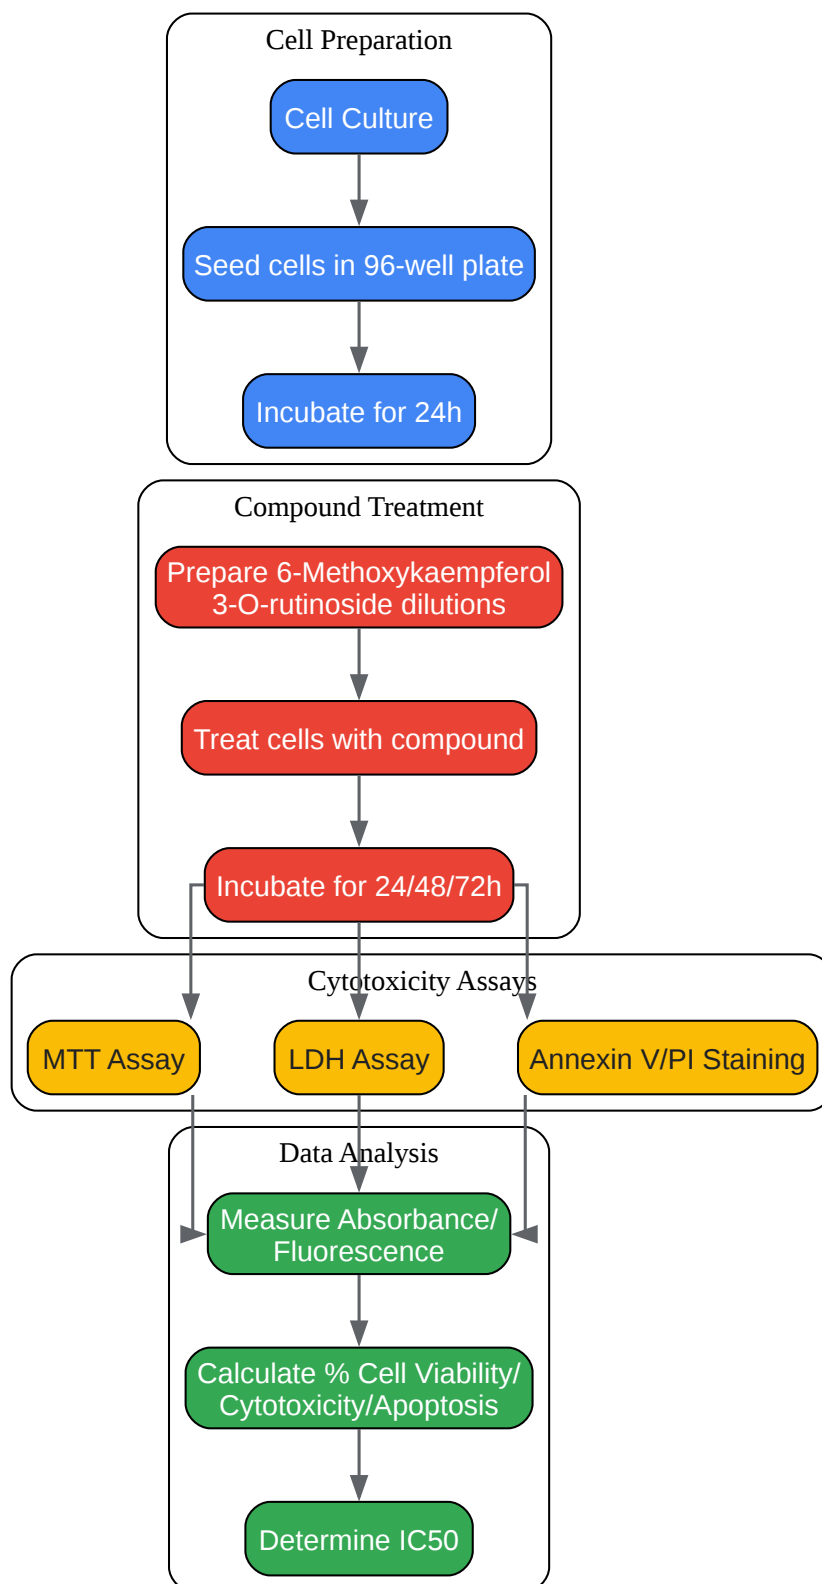 Cell Preparation
Cell Culture
Seed cells in 96-well plate
Incubate for 24h
Compound Treatment
Prepare 6-Methoxykaempferol
3-O-rutinoside dilutions
Treat cells with compound
Incubate for 24/48/72h
Cytotoxicity Assays
MTT Assay
LDH Assay
Annexin V/PI Staining
Data Analysis
Measure Absorbance/
Fluorescence
Calculate % Cell Viability/
Cytotoxicity/Apoptosis
Determine IC50